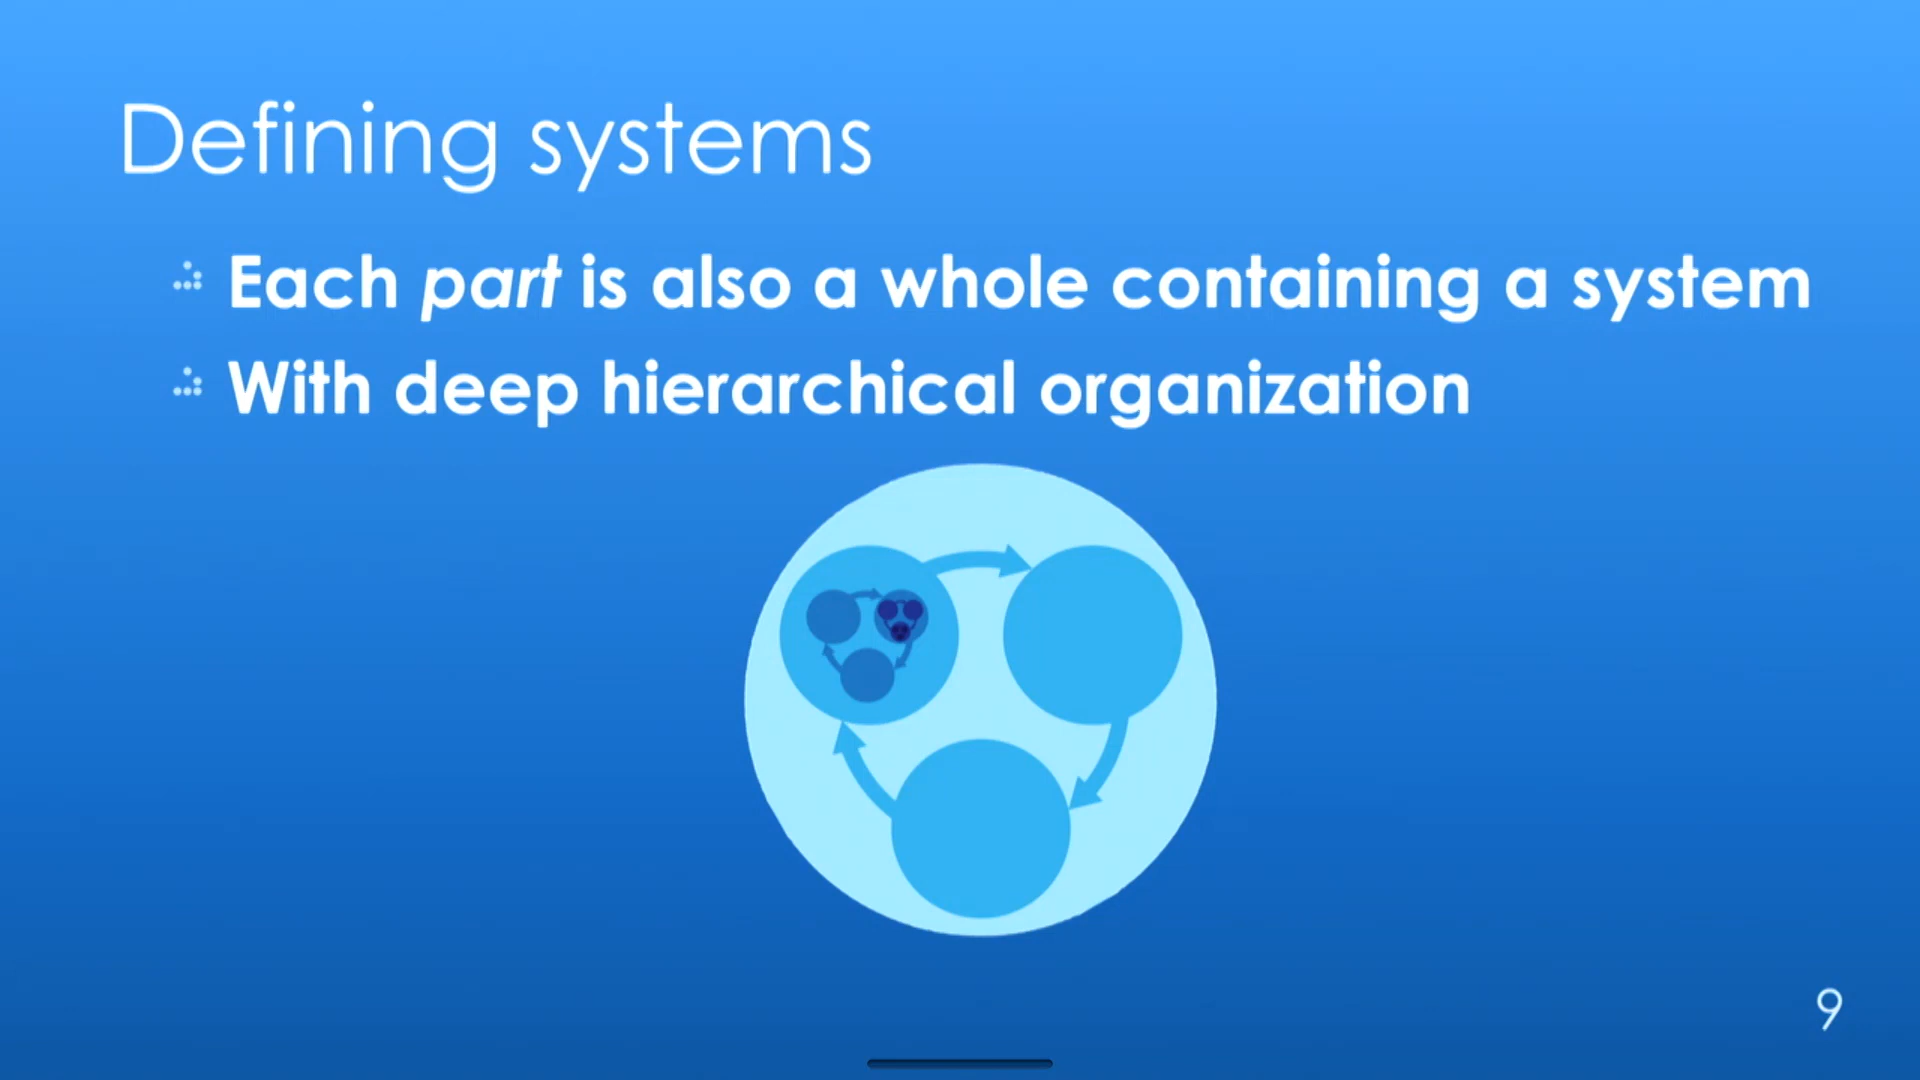 Defining systems
Each part is also a whole containing a system
With deep hierarchical organization
9